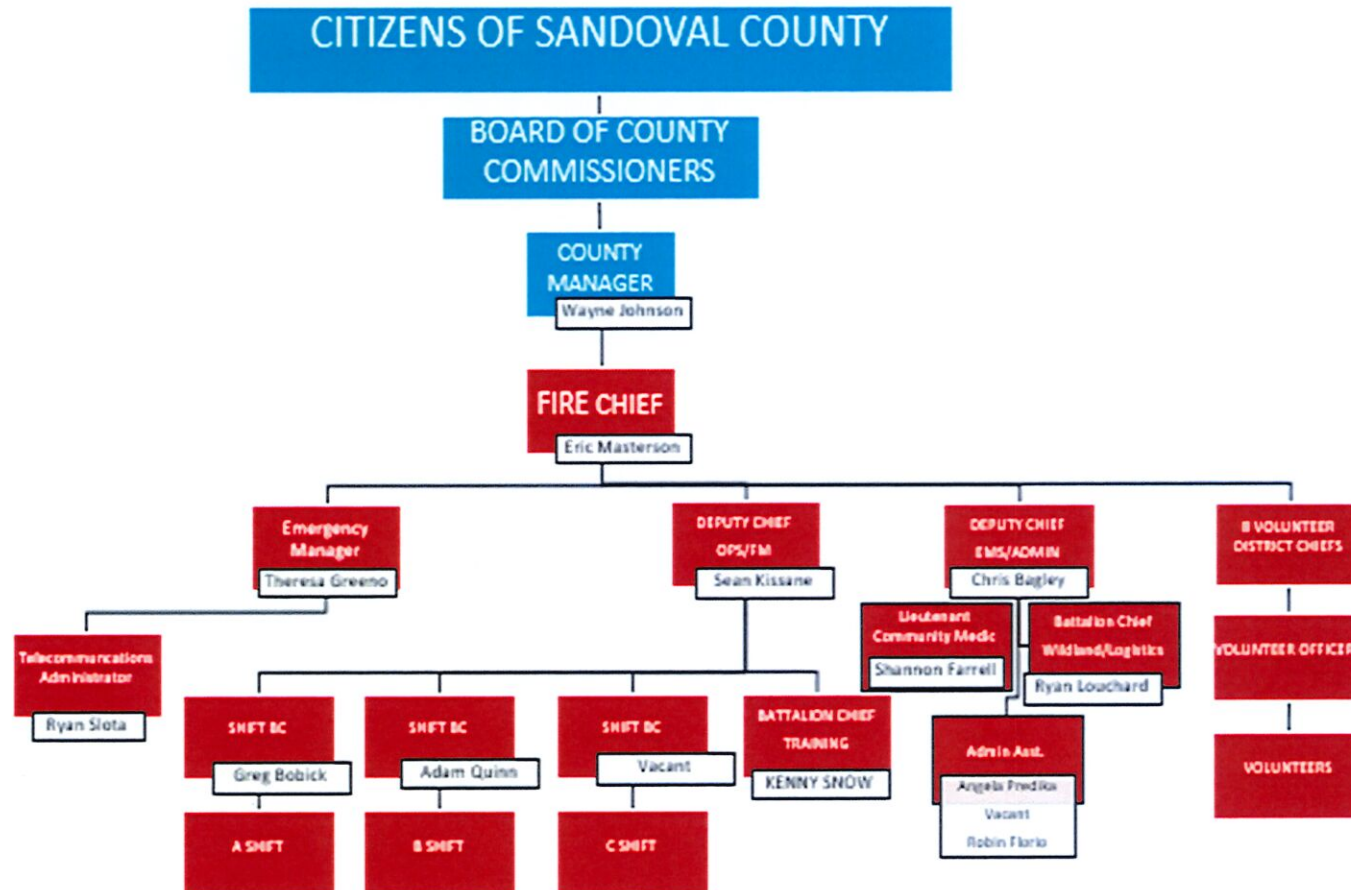 CITIZENS OF SANDOVAL COUNTY
BOARD OF COUNTY
COMMISSIONERS
COUNTY
MANAGER
Wayne Johnson
FIRE CHIEF
Eric Masterson
Emergency
Manager
Theresa Greeno
DEPUTY CHIEF
OPS/FM
Sean Kissane
DEPUTY CHIEF
EMS/ADMIN
Chris Bagley
VOLUNTEER
DISTRICT CHIEFS
Telecommuncations
Administrator
Ryan Slota
Lieutenant
Community Medic
Shannon Farrell
Battalion Chief
Wildland/Logistics
Ryan Louchard
VOLUNTEER OFFICER
SHIFT BC
Greg Bobick
SHIFT BC
Adam Quinn
SHIFT BC
Vacant
BATTALION CHIEF
TRAINING
KENNY SNOW
Admin Asst.
Angela Predika
Vacant
Robin Florio
VOLUNTEERS
A SHIFT
B SHIFT
C SHIFT